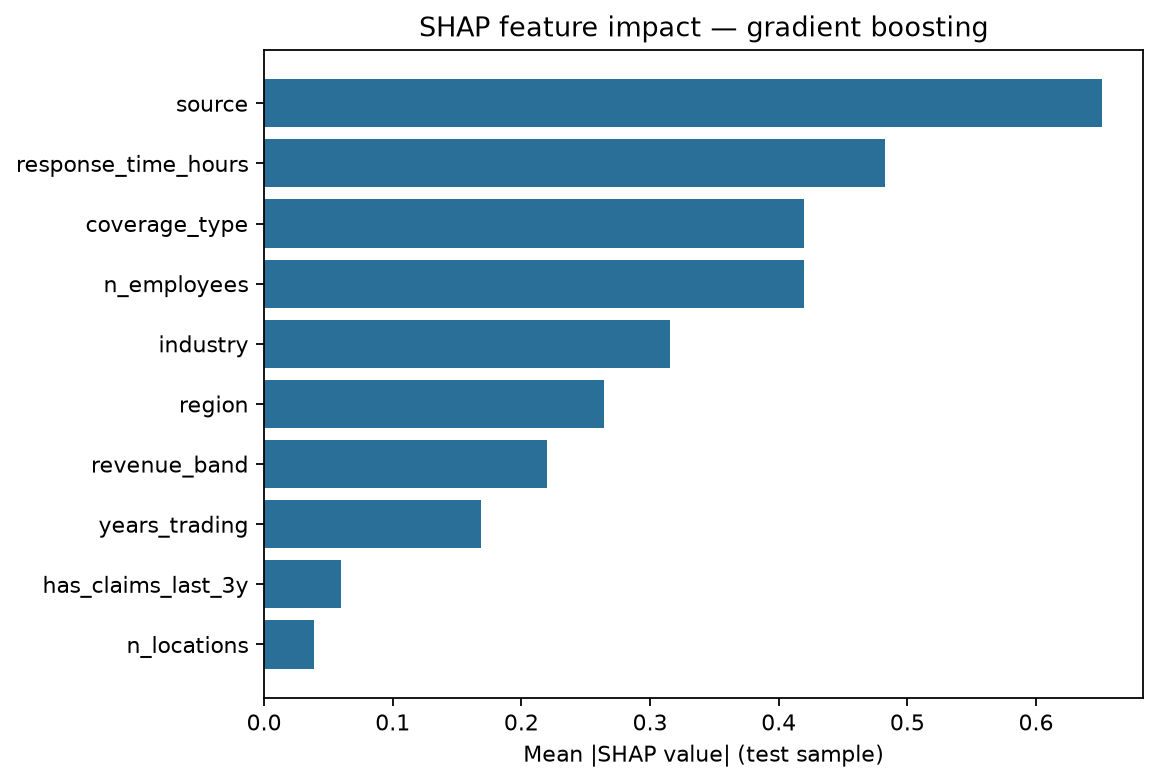 SHAP feature impact — gradient boosting
source
response_time_hours
coverage_type
n_employees
industry
region
revenue_band
years_trading
has_claims_last_3y
n_locations
0.0 0.1 0.2 0.3 0.4 0.5 0.6
Mean |SHAP value| (test sample)